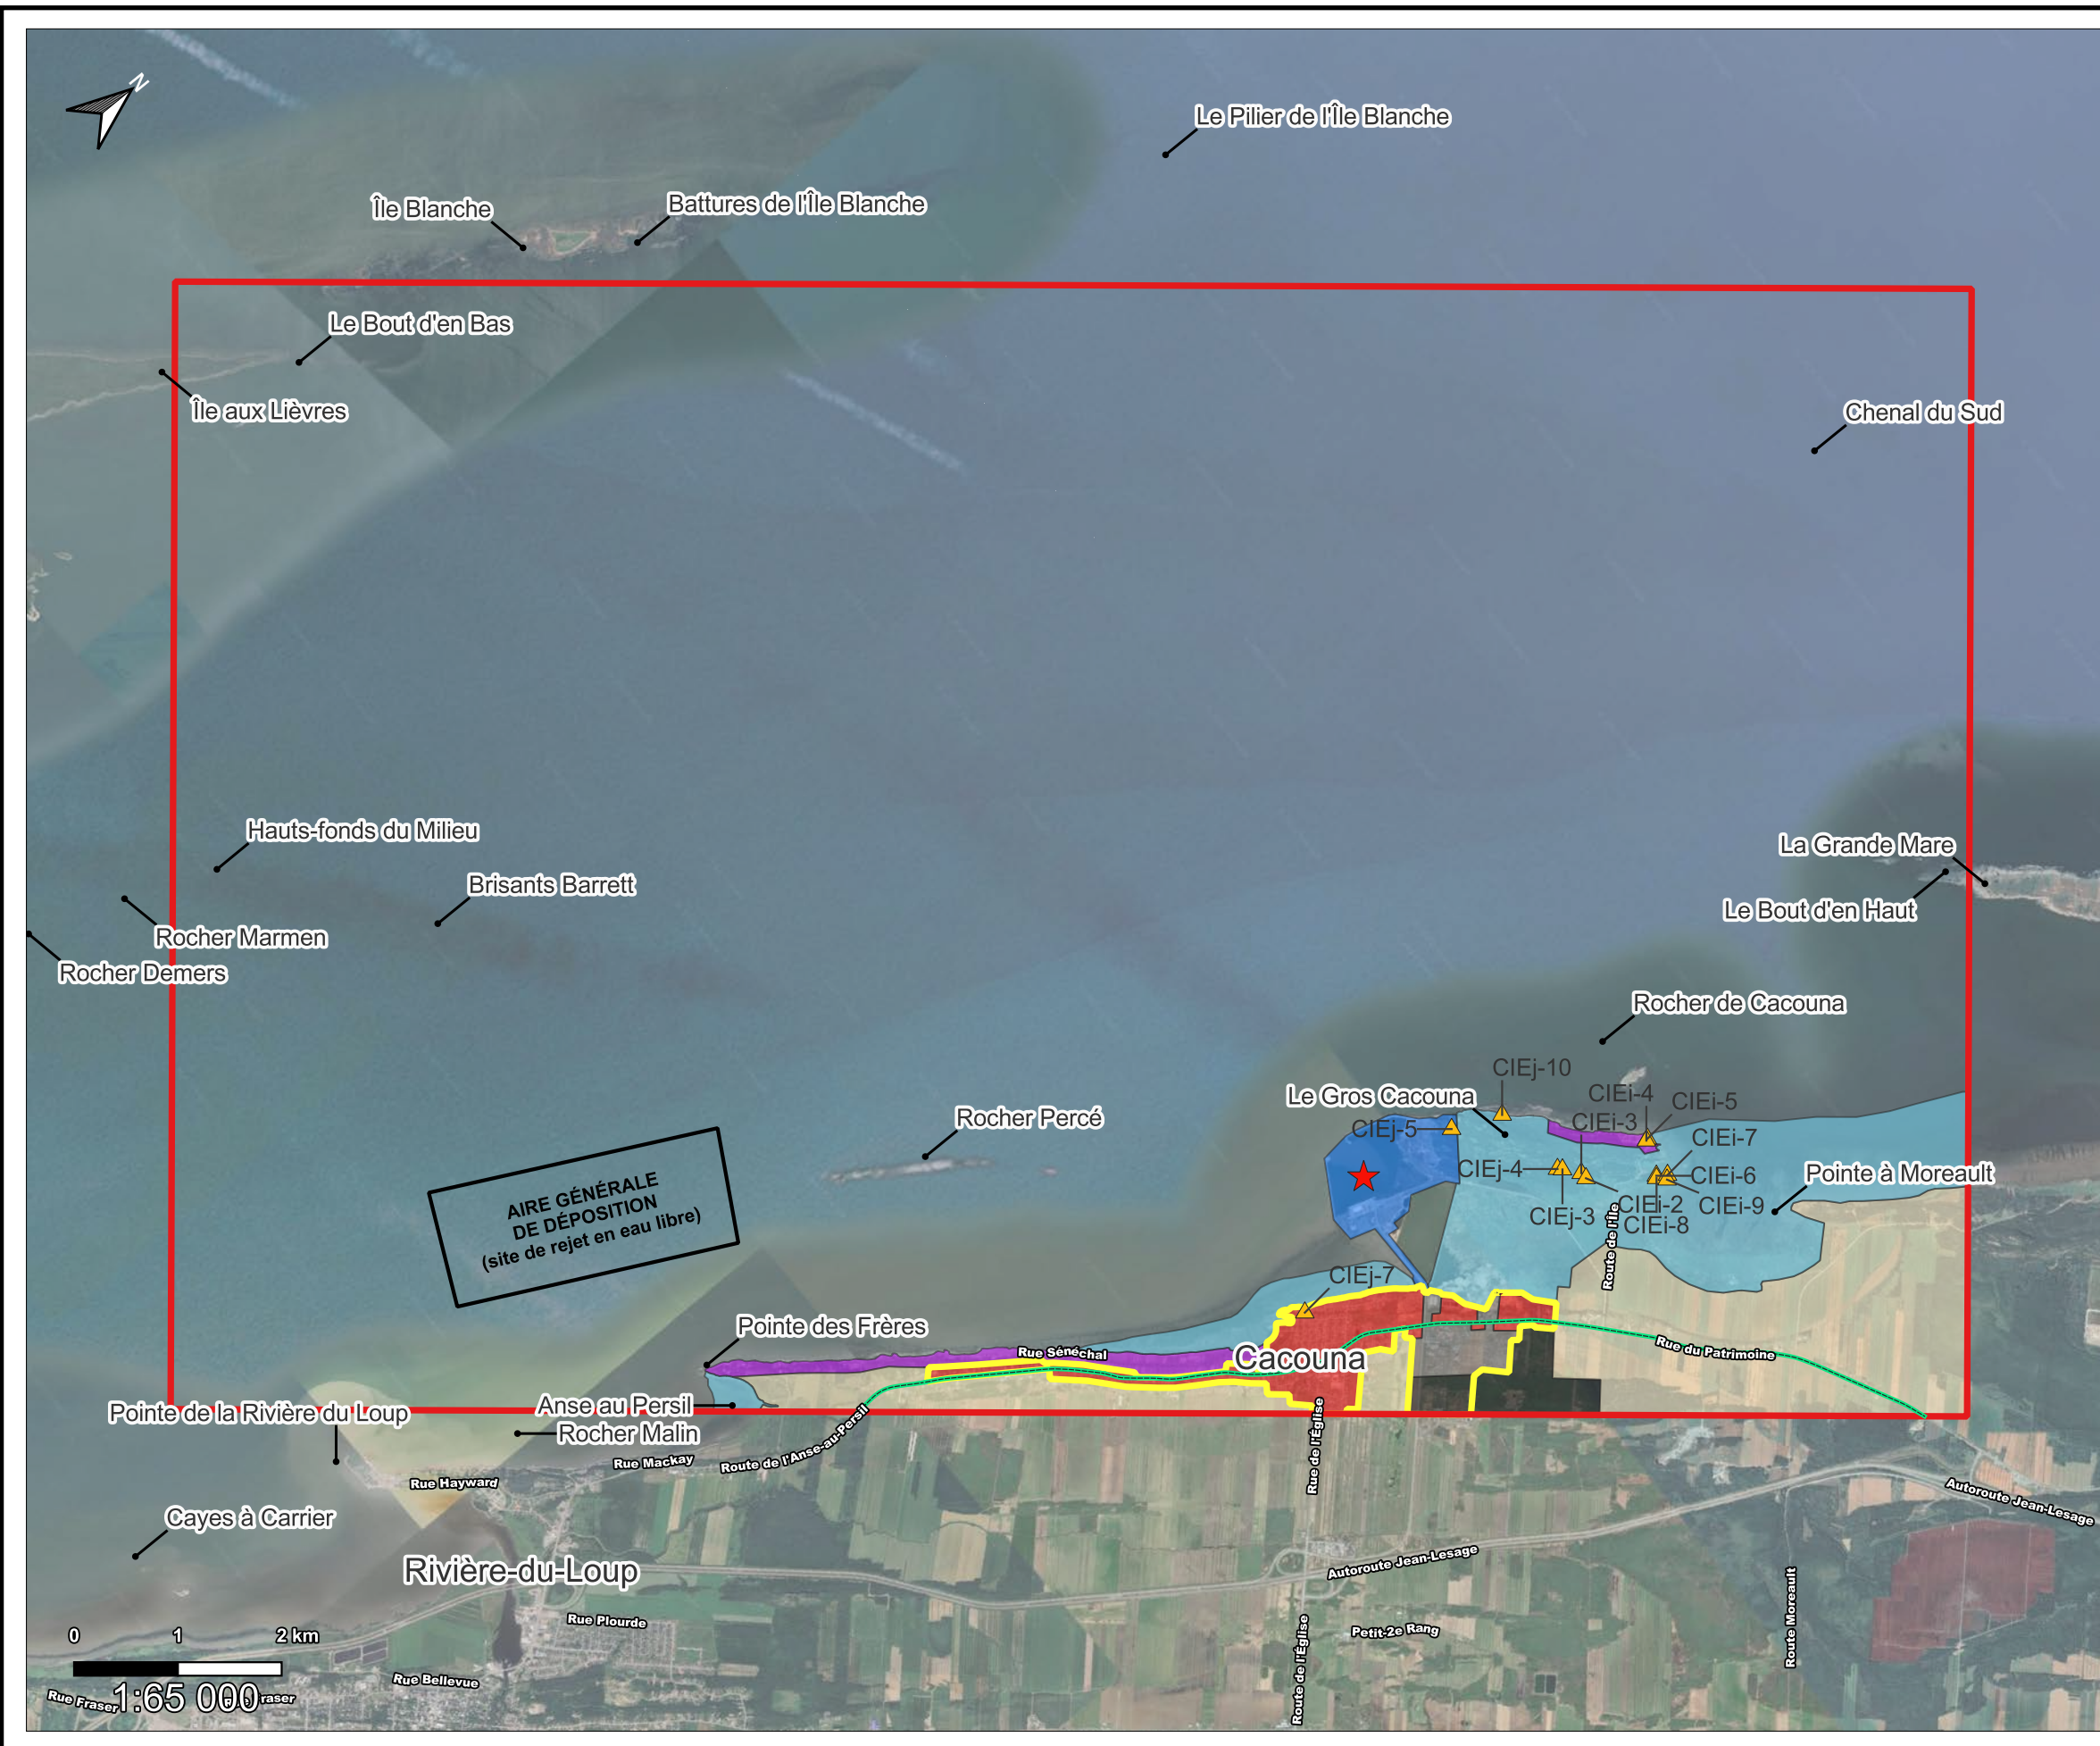 N
Le Pilier de l'Île Blanche
Île Blanche
Battures de l'Île Blanche
Le Bout d'en Bas
Île aux Lièvres
Chenal du Sud
Hauts-fonds du Milieu
La Grande Mare
Brisants Barrett
Le Bout d'en Haut
Rocher Marmen
Rocher Demers
Rocher de Cacouna
CIEj-10
Le Gros Cacouna
CIEi-4
CIEi-5
Rocher Percé
CIEi-3
CIEj-5
CIEi-7
CIEj-4
CIEi-6
Pointe à Moreault
AIRE GÉNÉRALE
DE DÉPOSITION
(site de rejet en eau libre)
CIEi-2
CIEi-9
CIEj-3
CIEi-8
Route de l'Île
CIEj-7
Pointe des Frères
Rue Sénéchal
Cacouna
Rue du Patrimoine
Anse au Persil
Pointe de la Rivière du Loup
Rocher Malin
Rue Mackay
Route de l'Anse-au-Persil
Rue de l'Église
Rue Hayward
Autoroute Jean-Lesage
Cayes à Carrier
Rivière-du-Loup
Autoroute Jean-Lesage
Rue Plourde
Petit-2e Rang
Route Moreault
Route de l'Église
0 1 2 km
Rue Bellevue
Rue Fraser
1:65 000